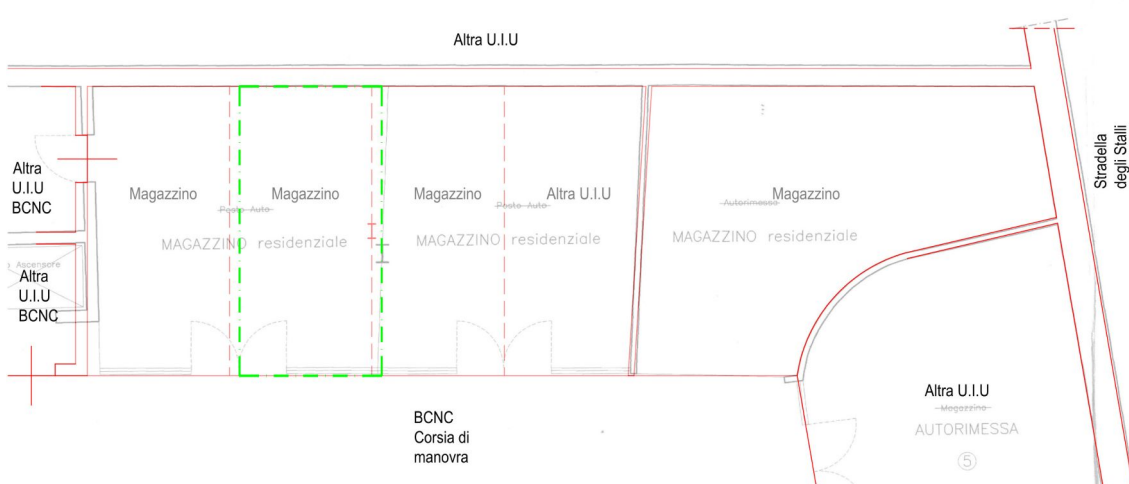 Altra U.I.U
Stradella
degli Stalli
Altra
U.I.U
BCNC
Magazzino
Magazzino
Magazzino
Altra U.I.U
Magazzino
Posto Auto
Posto Auto
Autorimessa
MAGAZZINO residenziale
MAGAZZINO residenziale
MAGAZZINO residenziale
Ascensore
Altra
U.I.U
BCNC
Altra U.I.U
Magazzino
AUTORIMESSA
5
BCNC
Corsia di
manovra